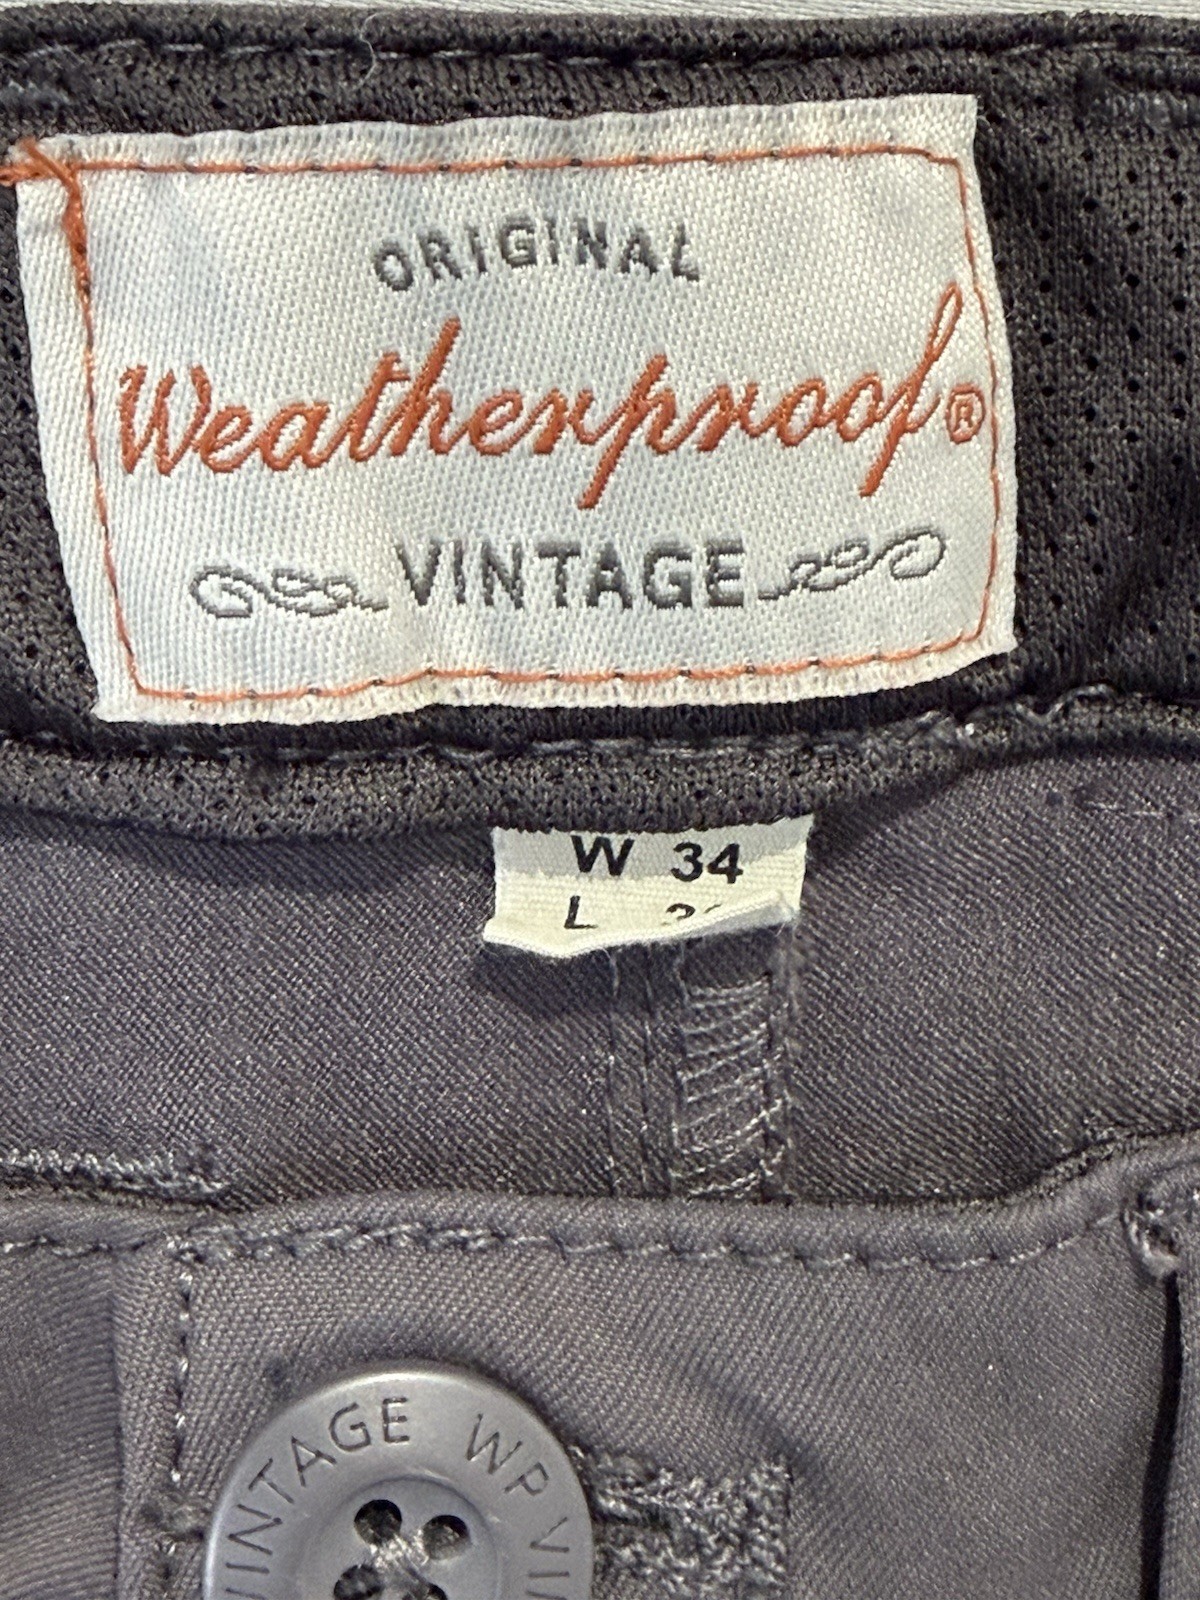 ORIGINAL
Weatherproof®
VINTAGE
W 34
L
VINTAGE WP